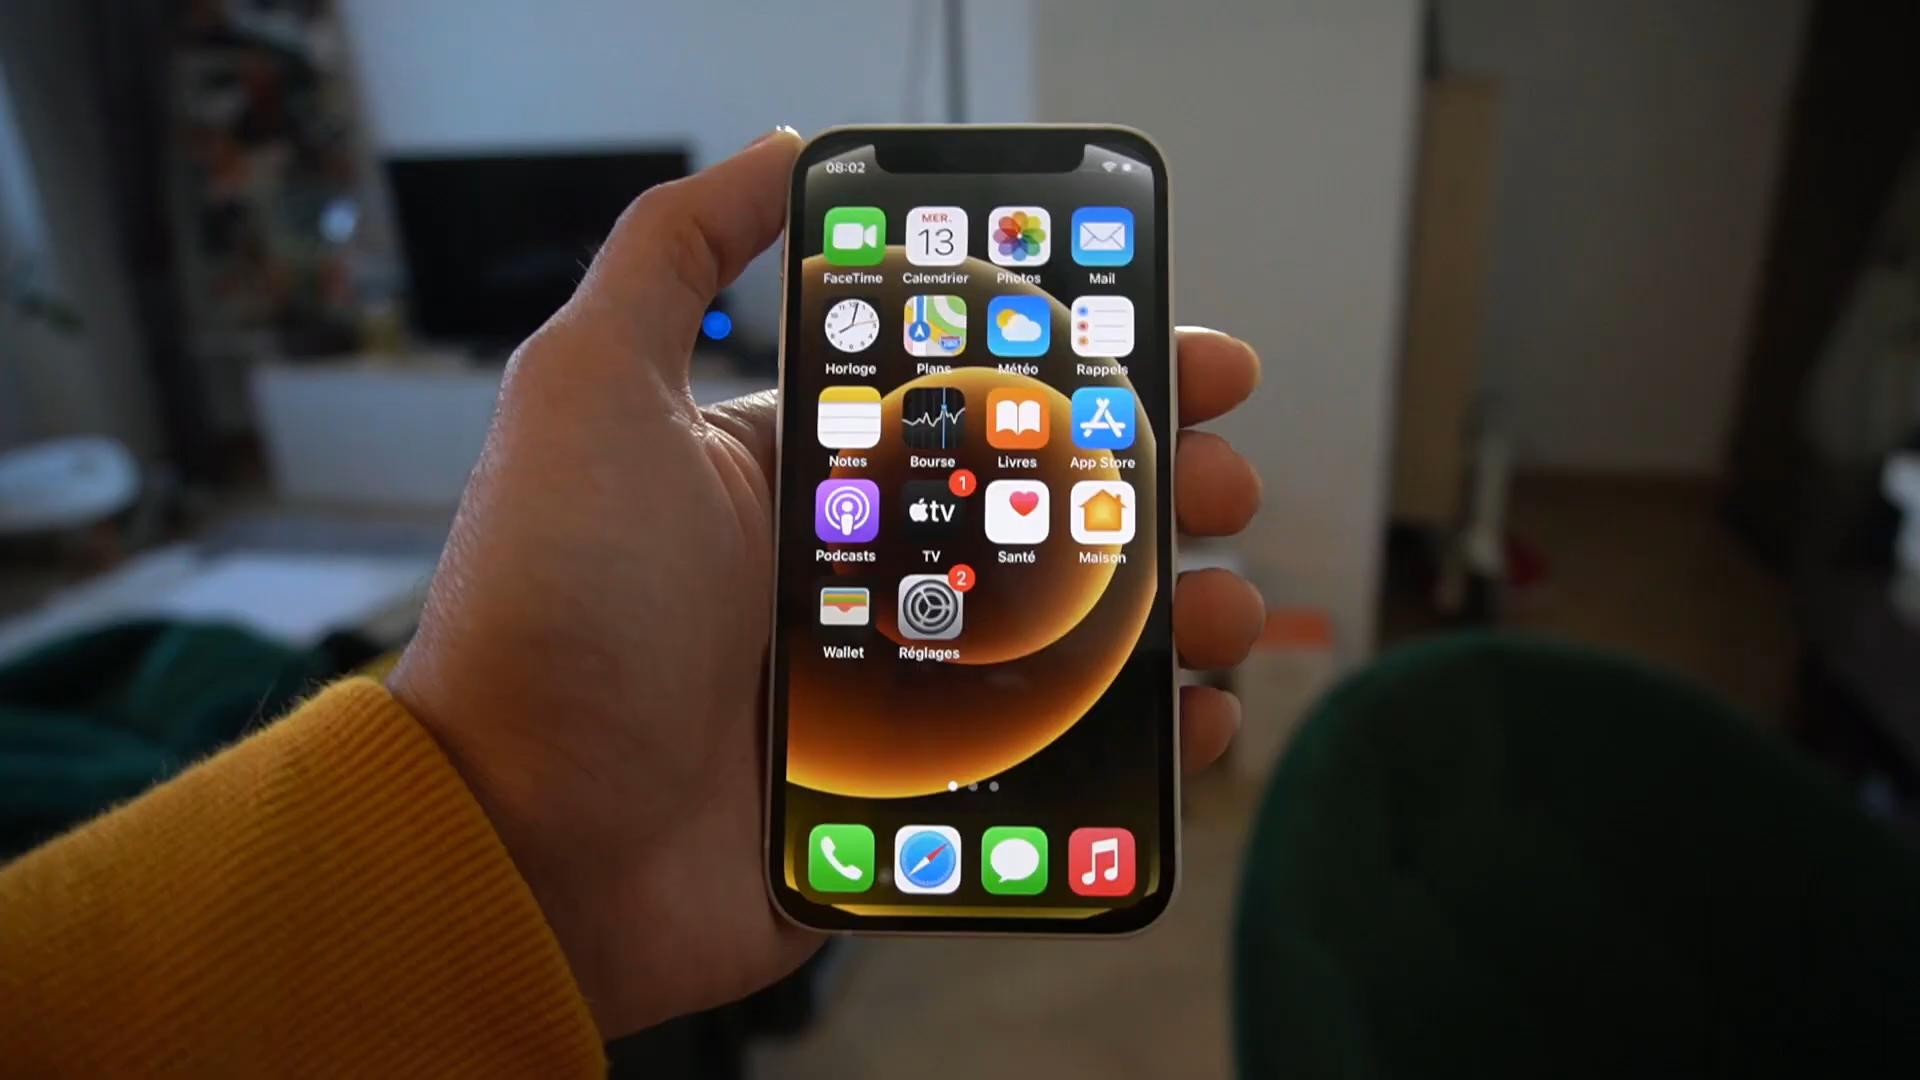 08:02
MER.
13
FaceTime Calendrier Photos Mail
Horloge Plans Météo Rappels
Notes Bourse Livres App Store
1
tv
Podcasts TV Santé Maison
2
Wallet Réglages